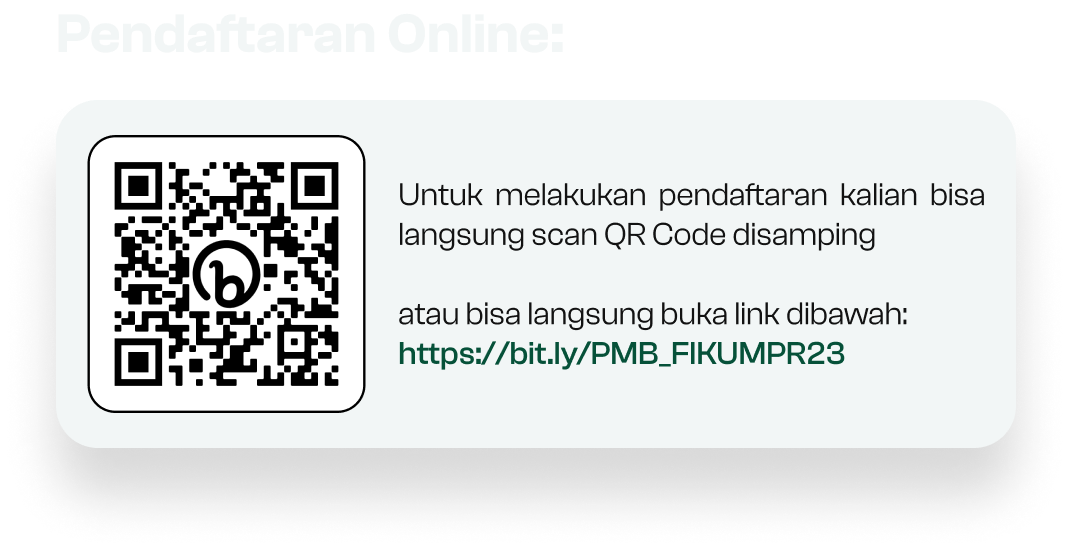 Pendaftaran Online:
Untuk melakukan pendaftaran kalian bisa
langsung scan QR Code disamping
atau bisa langsung buka link dibawah:
https://bit.ly/PMB_FIKUMPR23